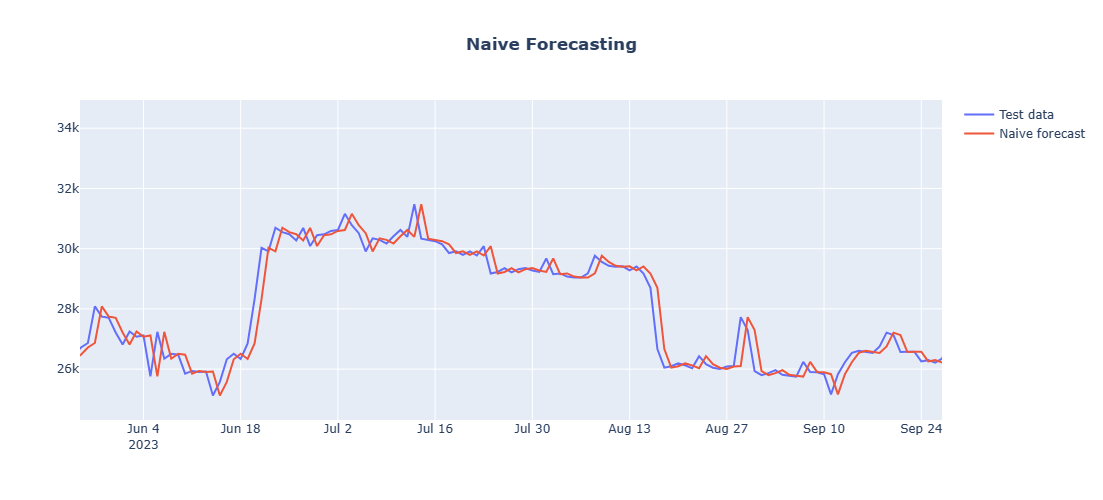 Naive Forecasting
Test data
Naive forecast
34k
32k
30k
28k
26k
Jun 4
2023
Jun 18
Jul 2
Jul 16
Jul 30
Aug 13
Aug 27
Sep 10
Sep 24